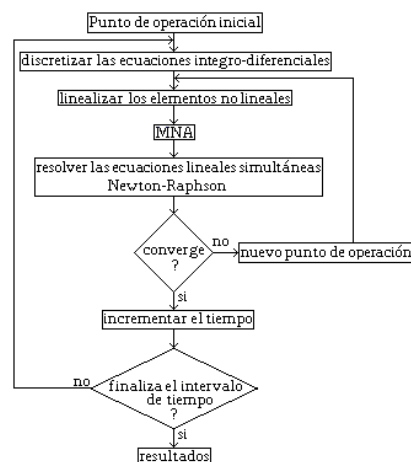 Punto de operación inicial
discretizar las ecuaciones integro-diferenciales
linealizar los elementos no lineales
MNA
resolver las ecuaciones lineales simultáneas
Newton-Raphson
converge
?
no
nuevo punto de operación
si
incrementar el tiempo
no
finaliza el intervalo
de tiempo
?
si
resultados